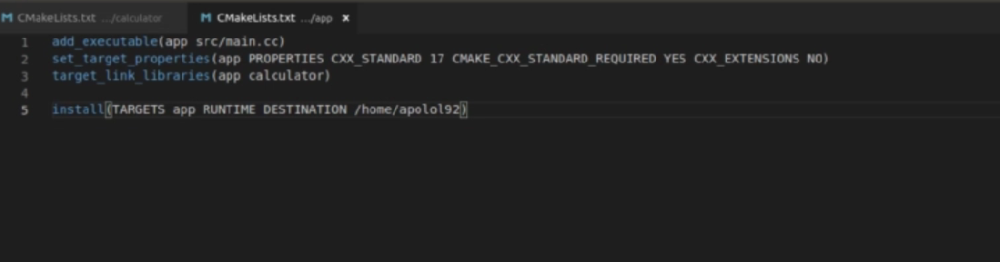 M CMakeLists.txt .../calculator M CMakeLists.txt .../app x
1 add_executable(app src/main.cc)
2 set_target_properties(app PROPERTIES CXX_STANDARD 17 CMAKE_CXX_STANDARD_REQUIRED YES CXX_EXTENSIONS NO)
3 target_link_libraries(app calculator)
4
5 install(TARGETS app RUNTIME DESTINATION /home/apolol92)